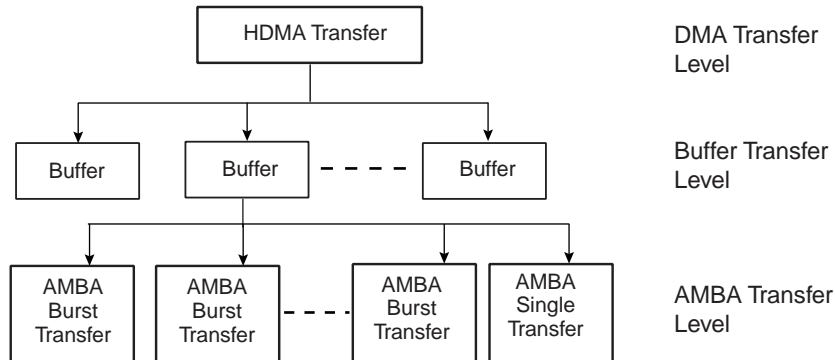 HDMA Transfer
DMA Transfer
Level
Buffer
Buffer
Buffer
Buffer Transfer
Level
AMBA
Burst
Transfer
AMBA
Burst
Transfer
AMBA
Burst
Transfer
AMBA
Single
Transfer
AMBA Transfer
Level